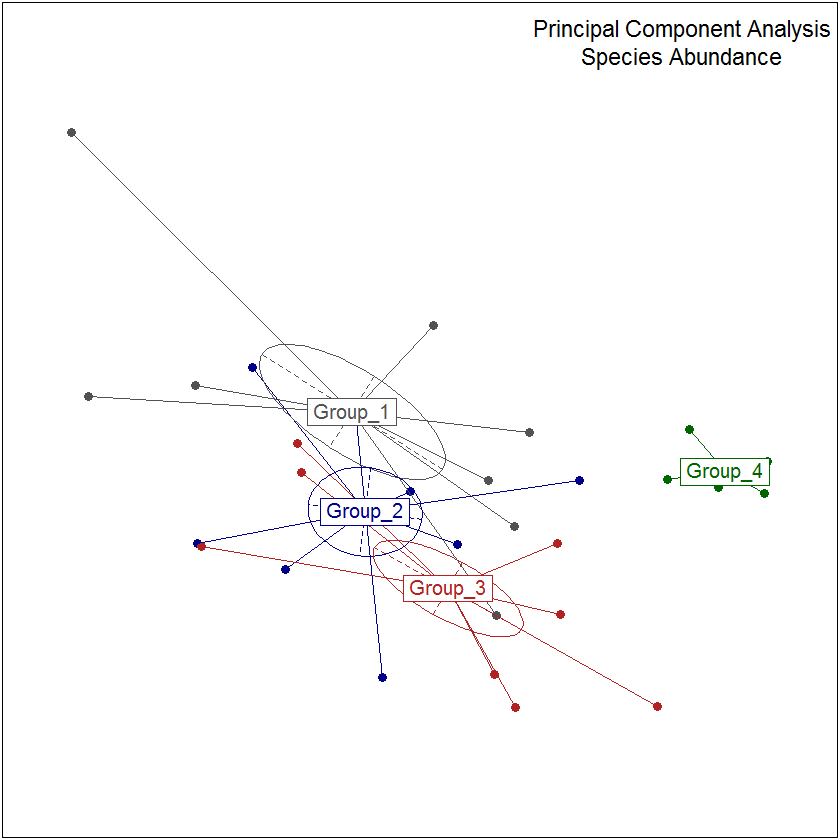 Principal Component Analysis
Species Abundance
Group_1
Group_4
Group_2
Group_3